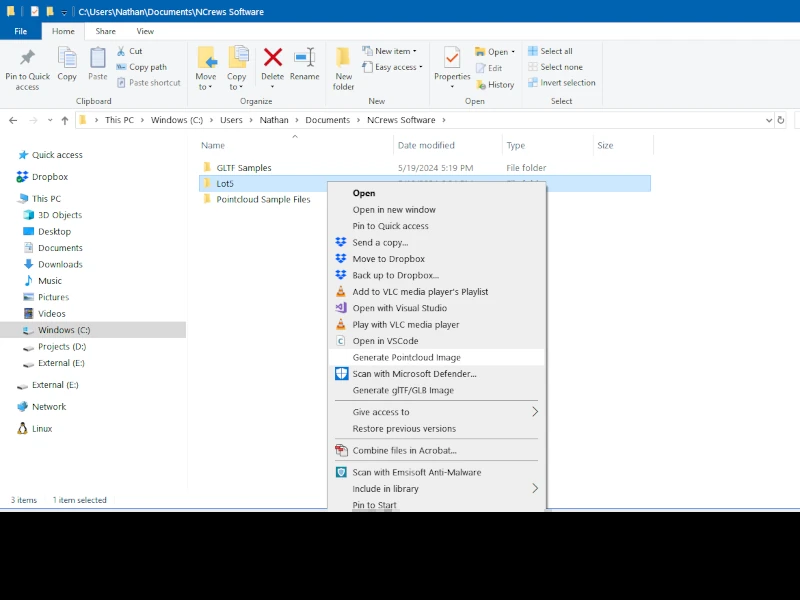 C:\Users\Nathan\Documents\NCrews Software
File Home Share View
Pin to Quick access
Copy
Paste
Cut
Copy path
Paste shortcut
Clipboard
Move to
Copy to
Delete
Rename
Organize
New folder
New item
Easy access
New
Properties
Open
Edit
History
Open
Select all
Select none
Invert selection
Select
This PC > Windows (C:) > Users > Nathan > Documents > NCrews Software >
Quick access
Dropbox
This PC
3D Objects
Desktop
Documents
Downloads
Music
Pictures
Videos
Windows (C:)
Projects (D:)
External (E:)
External (E:)
Network
Linux
Name Date modified Type Size
GLTF Samples 5/19/2024 5:19 PM File folder
Lot5
Pointcloud Sample Files
Open
Open in new window
Pin to Quick access
Send a copy...
Move to Dropbox
Back up to Dropbox...
Add to VLC media player's Playlist
Open with Visual Studio
Play with VLC media player
Open in VSCode
Generate Pointcloud Image
Scan with Microsoft Defender...
Generate glTF/GLB Image
Give access to
Restore previous versions
Combine files in Acrobat...
Scan with Emsisoft Anti-Malware
Include in library
Pin to Start
3 items 1 item selected